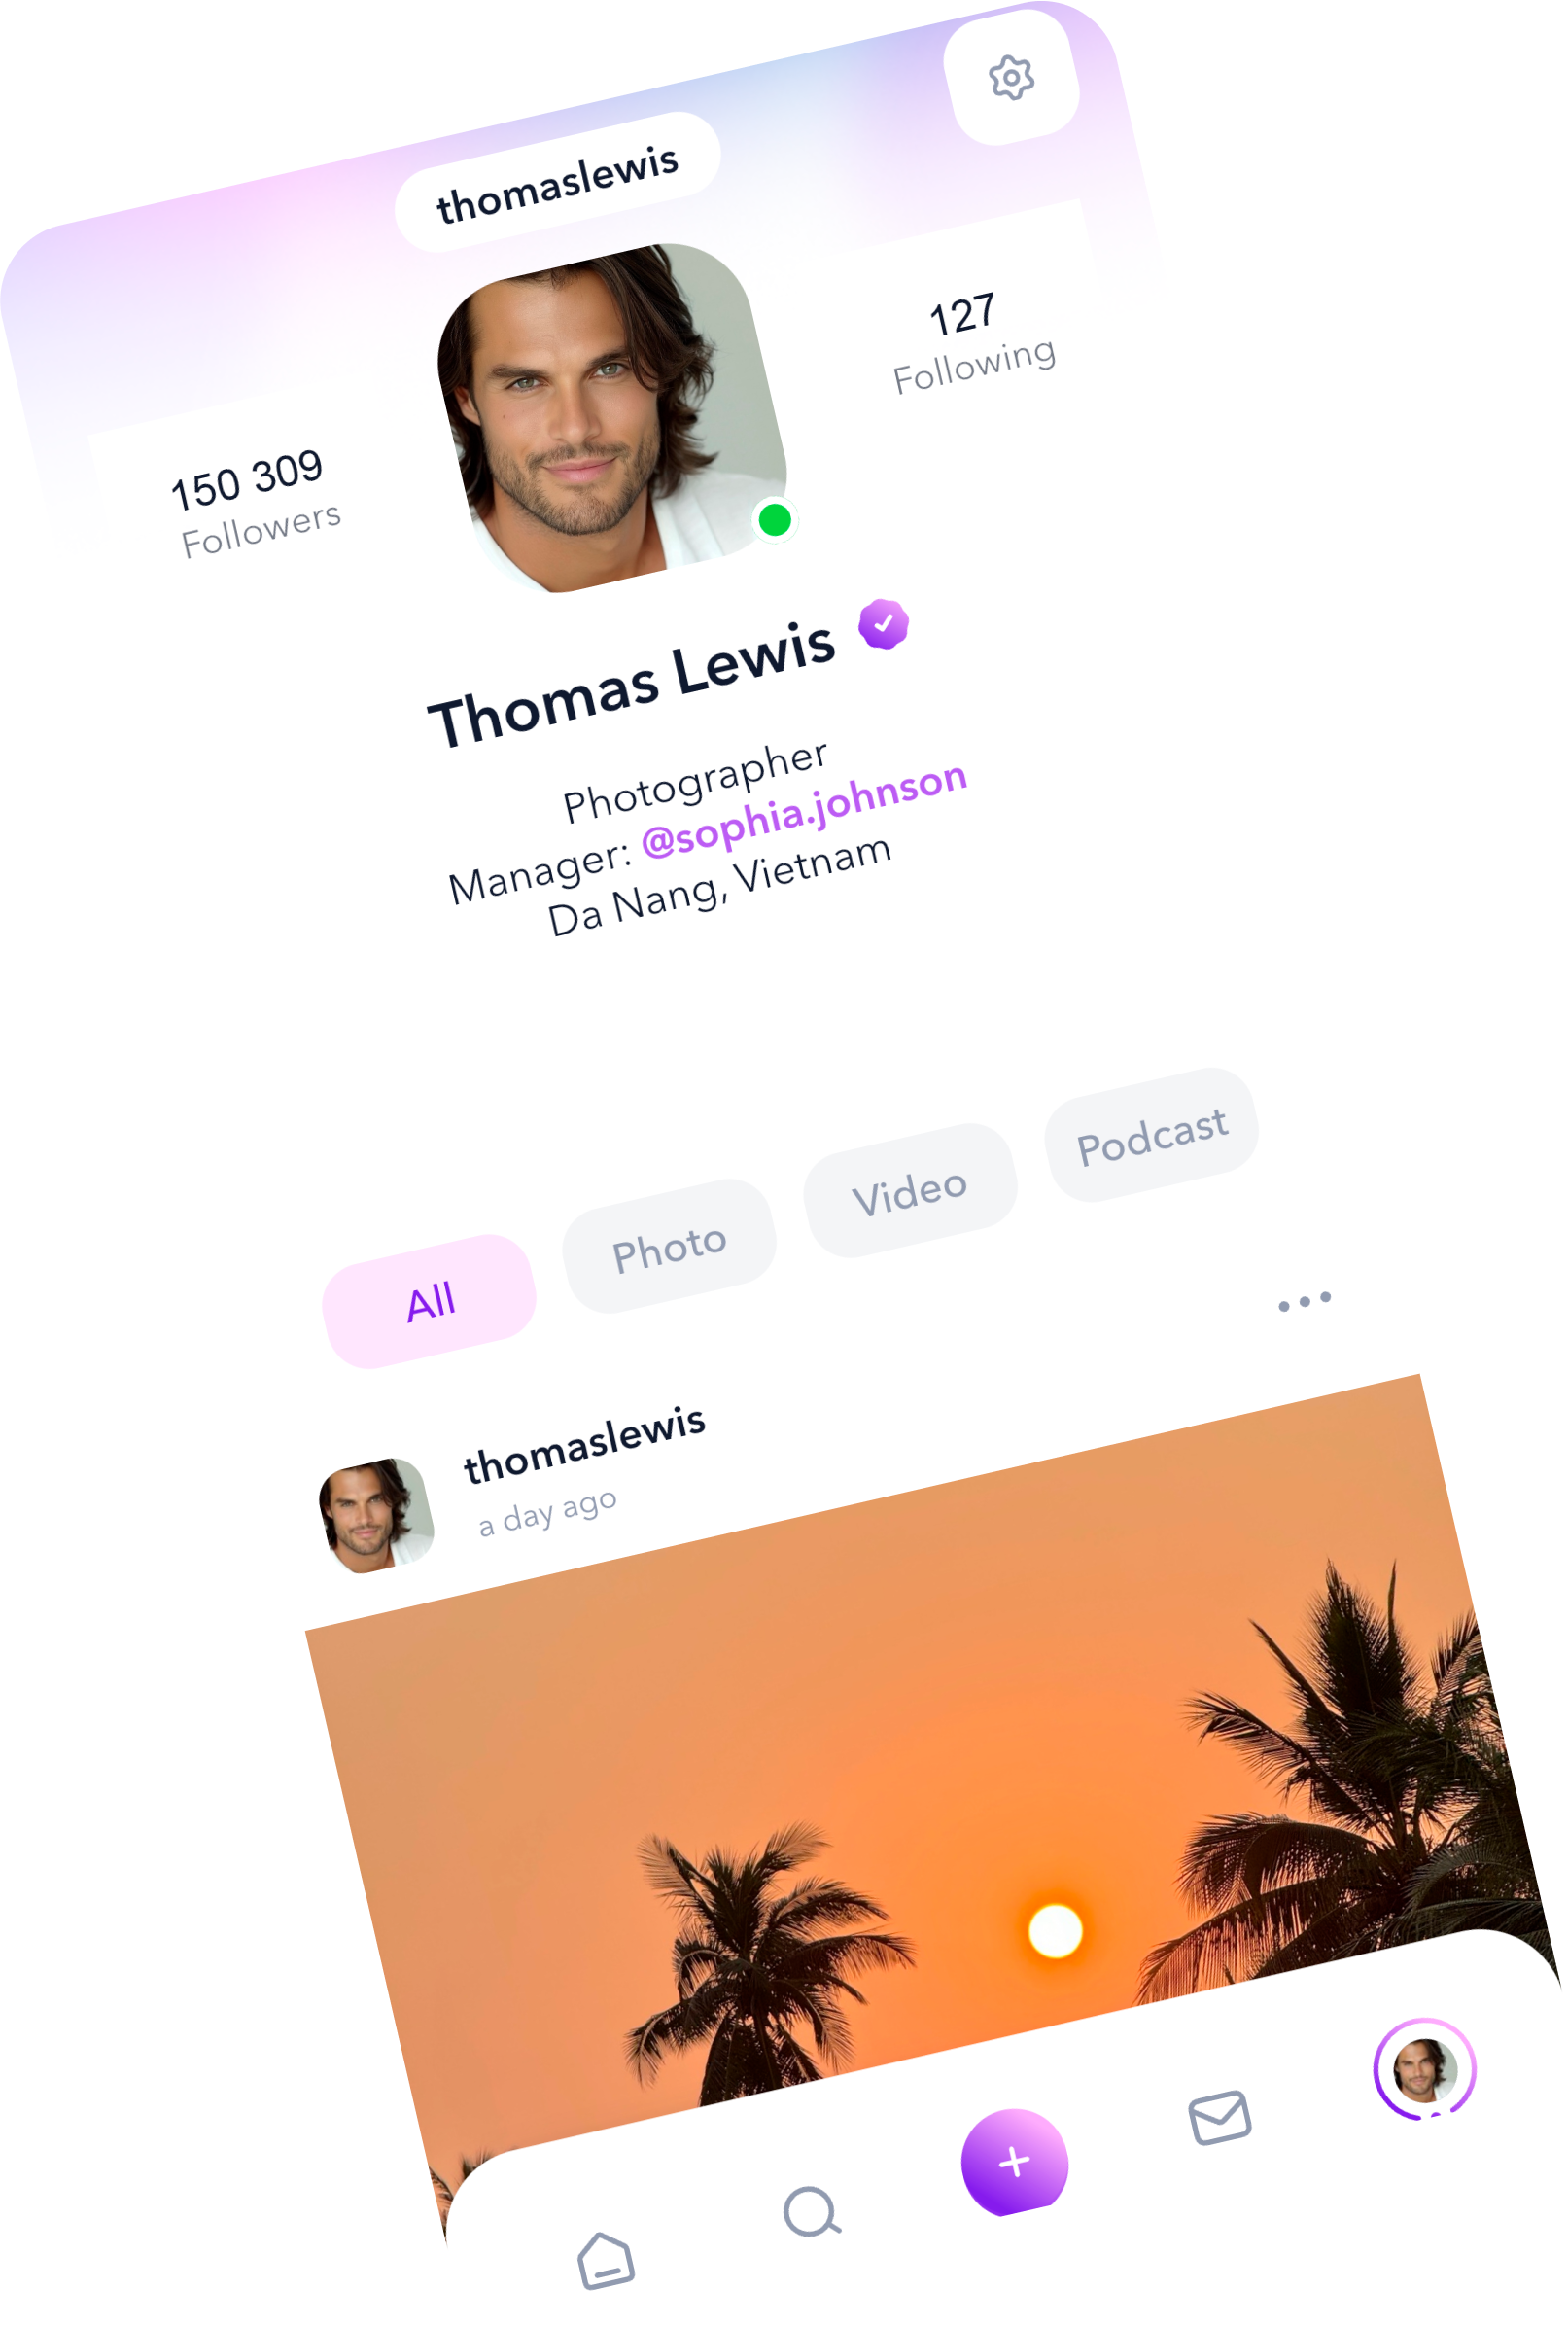 thomaslewis
150 309
Followers
127
Following
Thomas Lewis
Photographer
Manager: @sophia.johnson
Da Nang, Vietnam
All
Photo
Video
Podcast
thomaslewis
a day ago